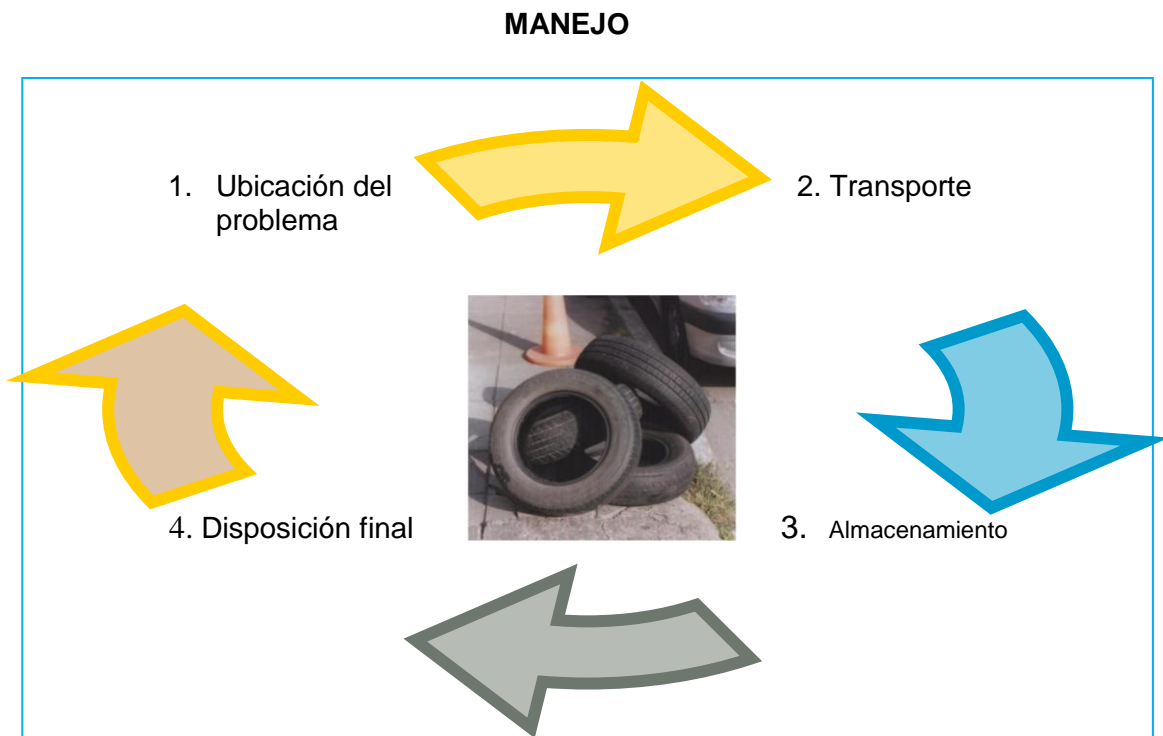 MANEJO
1. Ubicación del
problema
2. Transporte
4. Disposición final
3. Almacenamiento